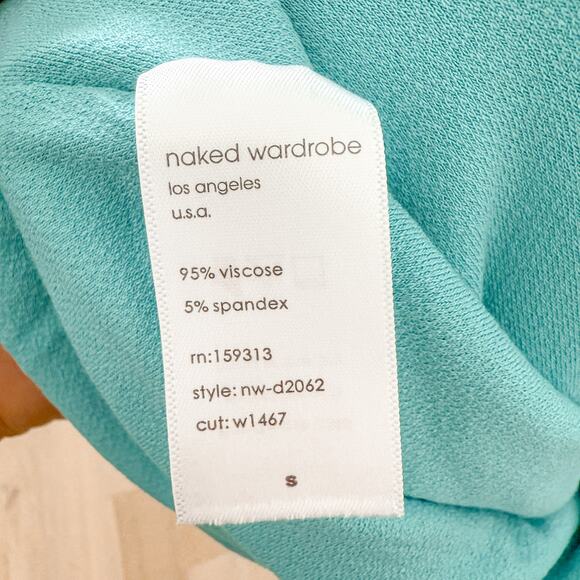 naked wardrobe
los angeles
u.s.a.
95% viscose
5% spandex
rn:159313
style: nw-d2062
cut: w1467
s